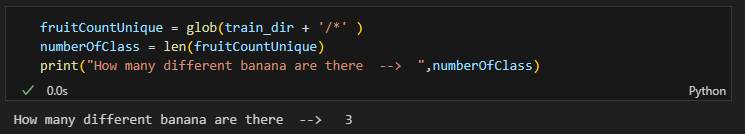 fruitCountUnique = glob(train_dir + '/*' )
numberOfClass = len(fruitCountUnique)
print("How many different banana are there  -->  ",numberOfClass)
✓ 0.0s Python
How many different banana are there  -->   3